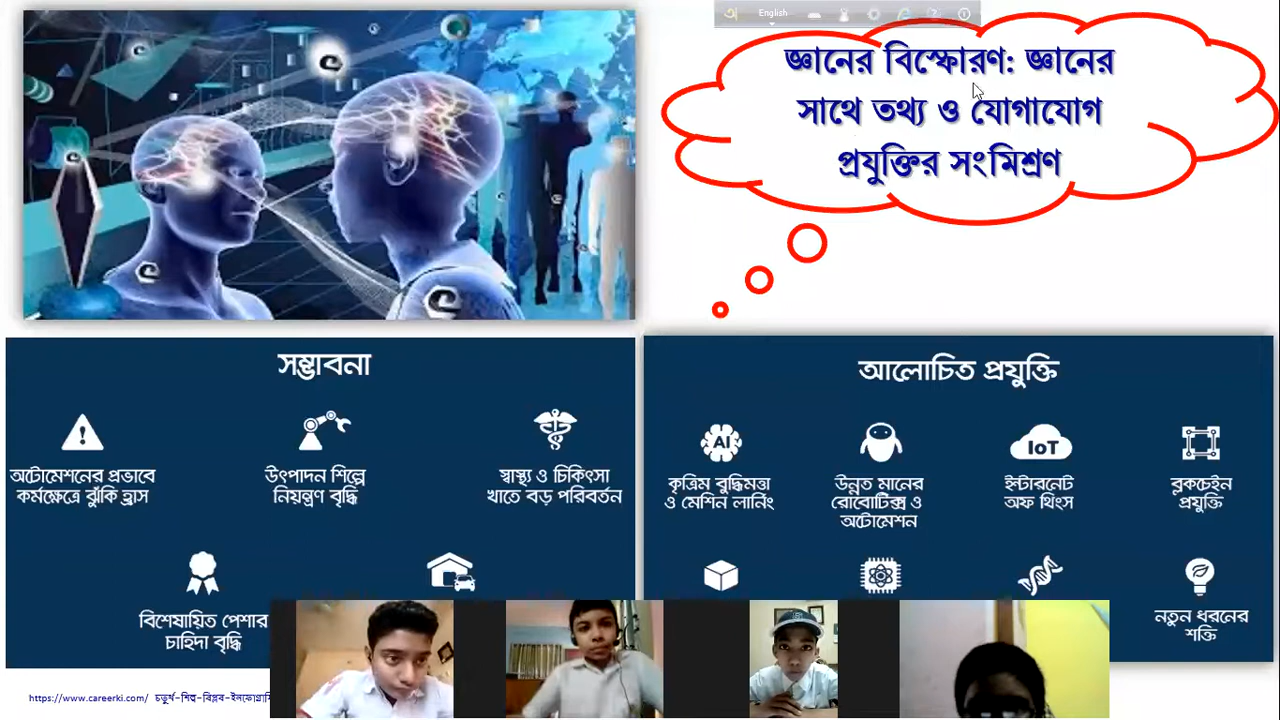 English
জ্ঞানের বিস্ফোরণ: জ্ঞানের
সাথে তথ্য ও যোগাযোগ
প্রযুক্তির সংমিশ্রণ
সম্ভাবনা
অটোমেশনের প্রভাবে
কর্মক্ষেত্রে ঝুঁকি হ্রাস
উৎপাদন শিল্পে
নিয়ন্ত্রণ বৃদ্ধি
স্বাস্থ্য ও চিকিৎসা
খাতে বড় পরিবর্তন
বিশেষায়িত পেশার
চাহিদা বৃদ্ধি
আলোচিত প্রযুক্তি
AI
কৃত্রিম বুদ্ধিমত্তা
ও মেশিন লার্নিং
উন্নত মানের
রোবোটিক্স ও
অটোমেশন
IoT
ইন্টারনেট
অফ থিংস
ব্লকচেইন
প্রযুক্তি
নতুন ধরনের
শক্তি
https://www.careerki.com/ চতুর্থ-শিল্প-বিপ্লব-ইনফোগ্রাফি